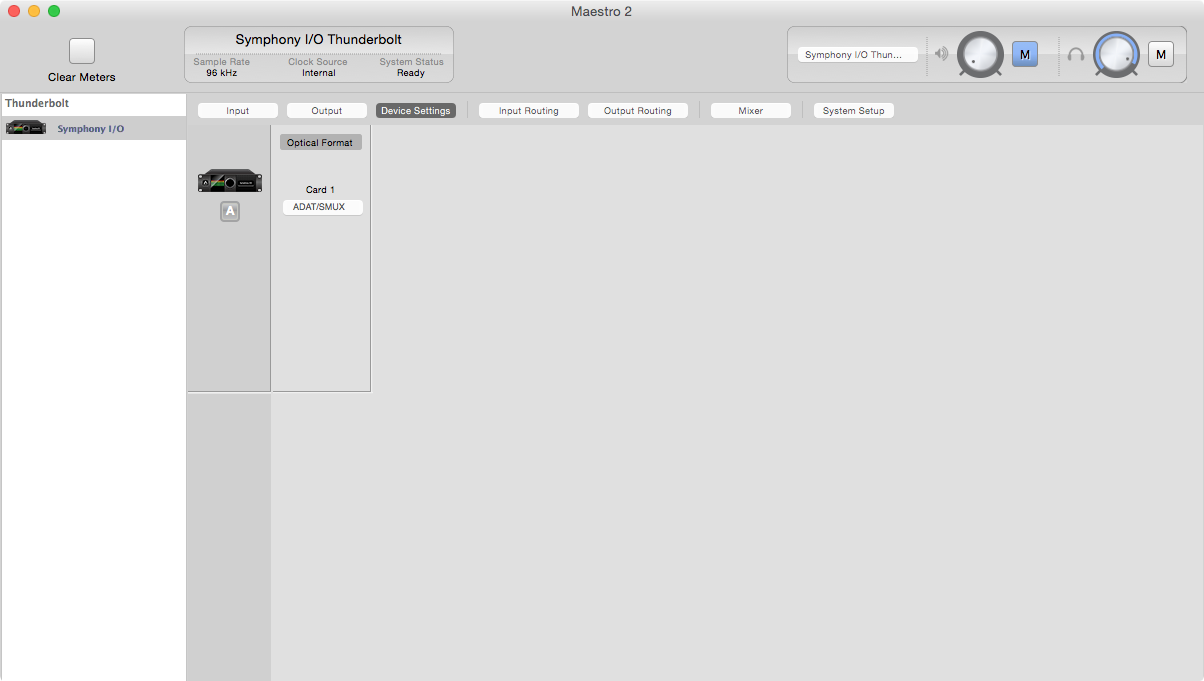 Maestro 2
Clear Meters
Symphony I/O Thunderbolt
Sample Rate Clock Source System Status
96 kHz Internal Ready
Symphony I/O Thun... M M
Thunderbolt
Symphony I/O
Input Output Device Settings Input Routing Output Routing Mixer System Setup
Optical Format
Card 1
ADAT/SMUX
A